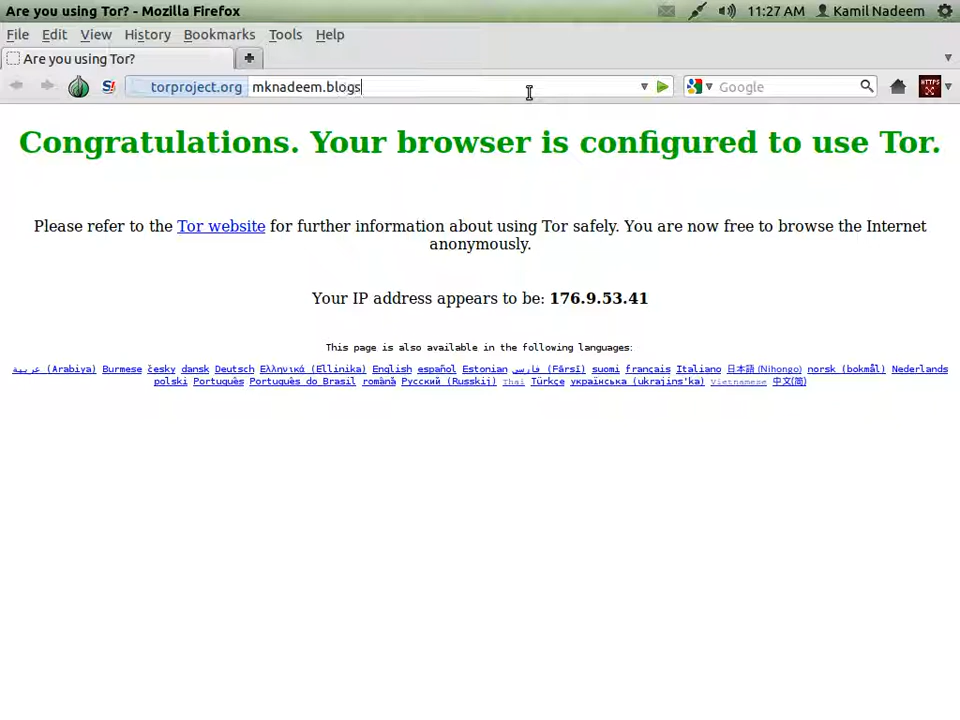 Are you using Tor? - Mozilla Firefox 11:27 AM Kamil Nadeem
File Edit View History Bookmarks Tools Help
Are you using Tor?
torproject.org mknadeem.blogs Google HTTPS
Congratulations. Your browser is configured to use Tor.
Please refer to the Tor website for further information about using Tor safely. You are now free to browse the Internet
anonymously.
Your IP address appears to be: 176.9.53.41
This page is also available in the following languages:
عربية (Arabiya) Burmese česky dansk Deutsch Ελληνικά (Ellinika) English español Estonian فارسی (Fārsī) suomi français Italiano 日本語 (Nihongo) norsk (bokmål) Nederlands
polski Português Português do Brasil română Русский (Russkij) Thai Türkçe українська (ukrajins'ka) Vietnamese 中文(简)